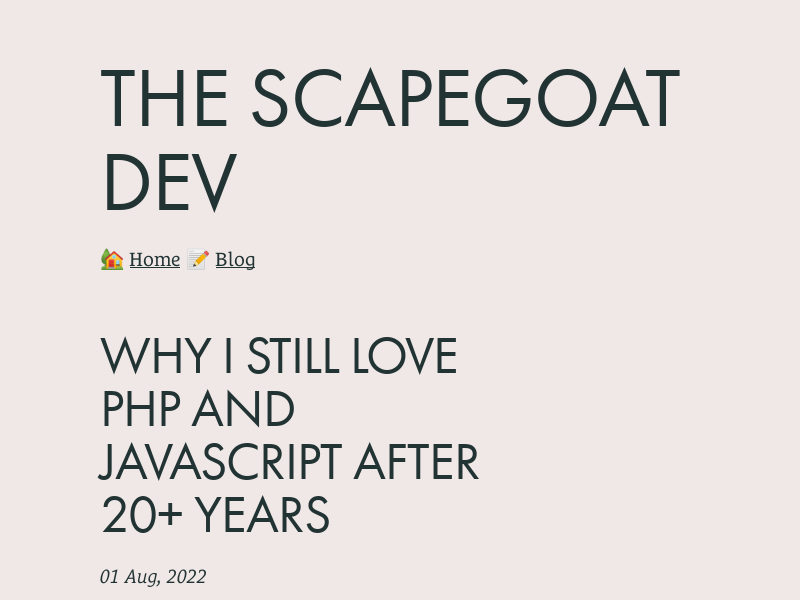 THE SCAPEGOAT
DEV
🏡 Home 📝 Blog
WHY I STILL LOVE
PHP AND
JAVASCRIPT AFTER
20+ YEARS
01 Aug, 2022